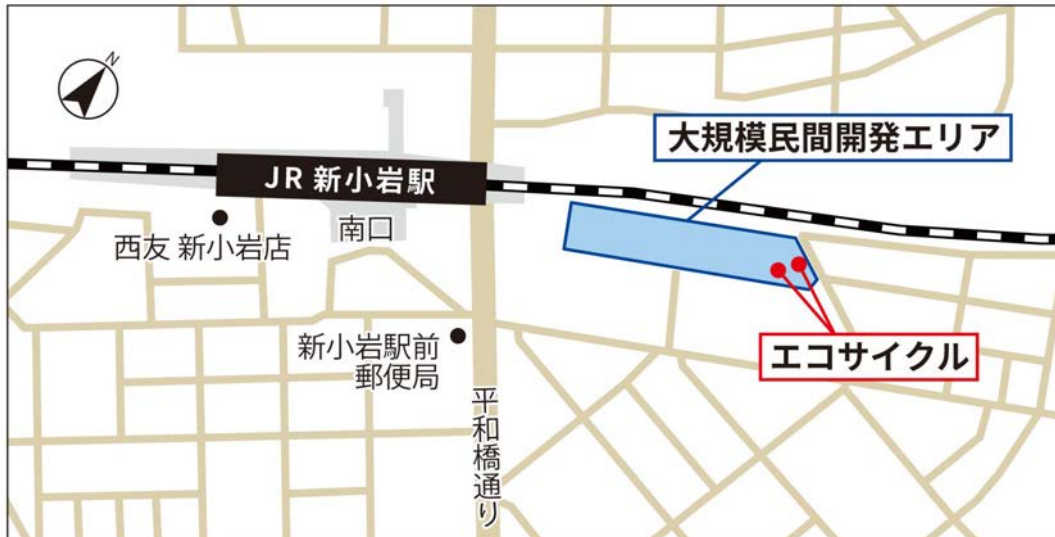 N
大規模民間開発エリア
JR 新小岩駅
南口
西友 新小岩店
エコサイクル
新小岩駅前
郵便局
平和橋通り